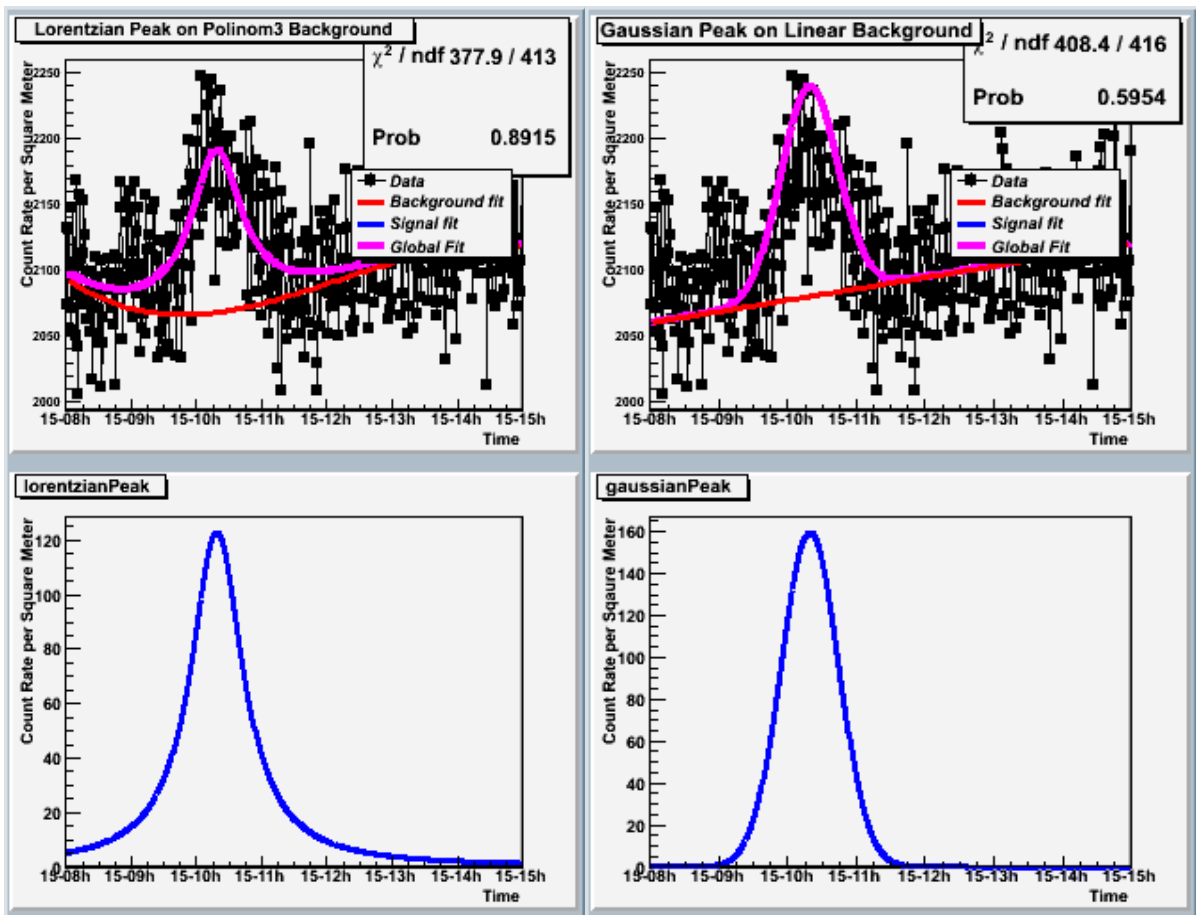 Lorentzian Peak on Polinom3 Background
χ² / ndf 377.9 / 413
Prob 0.8915
Count Rate per Square Meter
2250
2200
2150
2100
2050
2000
Data
Background fit
Signal fit
Global Fit
15-08h 15-09h 15-10h 15-11h 15-12h 15-13h 15-14h 15-15h
Time
Gaussian Peak on Linear Background
χ² / ndf 408.4 / 416
Prob 0.5954
Count Rate per Sqaure Meter
2250
2200
2150
2100
2050
2000
Data
Background fit
Signal fit
Global Fit
15-08h 15-09h 15-10h 15-11h 15-12h 15-13h 15-14h 15-15h
Time
lorentzianPeak
Count Rate per Square Meter
120
100
80
60
40
20
0
15-08h 15-09h 15-10h 15-11h 15-12h 15-13h 15-14h 15-15h
Time
gaussianPeak
Count Rate per Sqaure Meter
160
140
120
100
80
60
40
20
0
15-08h 15-09h 15-10h 15-11h 15-12h 15-13h 15-14h 15-15h
Time